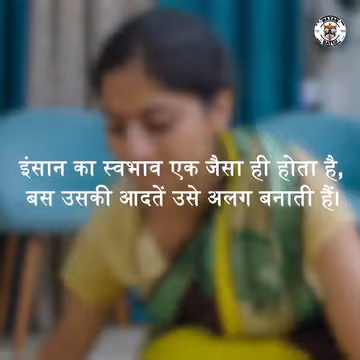 इंसान का स्वभाव एक जैसा ही होता है,
बस उसकी आदतें उसे अलग बनाती हैं।